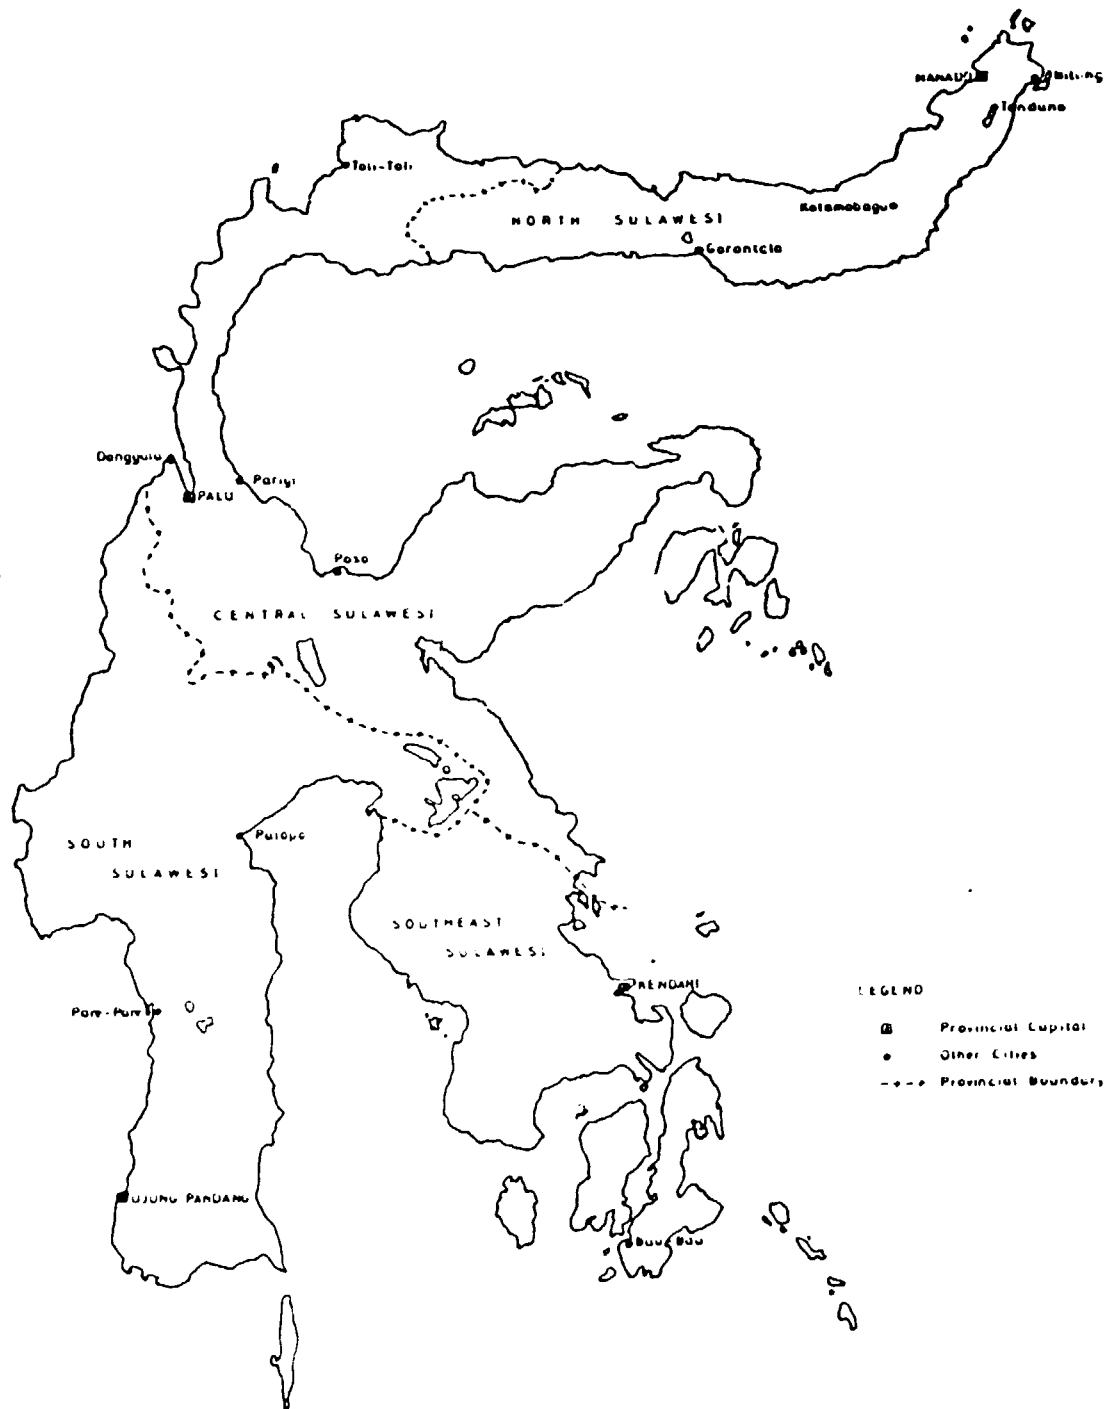 MANADO
Bitung
Tondano
Toli-Toli
Kotamobagu
NORTH SULAWESI
Gorontalo
Donggala
PALU
Parigi
Poso
CENTRAL SULAWESI
SOUTH
SULAWESI
Palopo
SOUTHEAST
SULAWESI
KENDARI
Pare-Pare
LEGEND
Provincial Capital
Other Cities
Provincial Boundary
UJUNG PANDANG
Bau-Bau